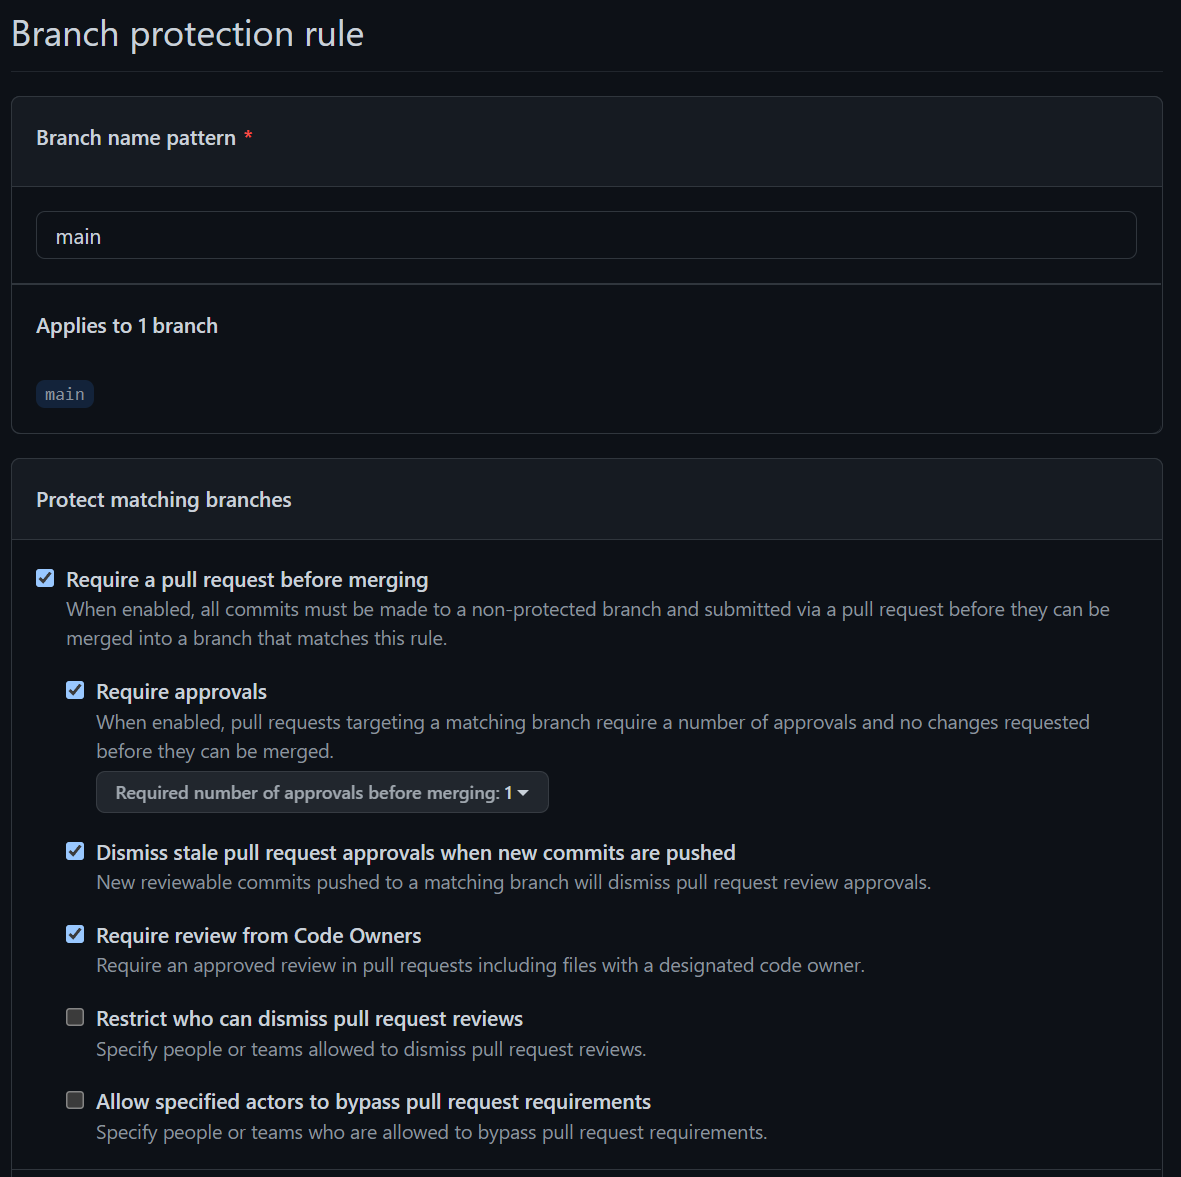 Branch protection rule
Branch name pattern *
main
Applies to 1 branch
main
Protect matching branches
Require a pull request before merging
When enabled, all commits must be made to a non-protected branch and submitted via a pull request before they can be
merged into a branch that matches this rule.
Require approvals
When enabled, pull requests targeting a matching branch require a number of approvals and no changes requested
before they can be merged.
Required number of approvals before merging: 1
Dismiss stale pull request approvals when new commits are pushed
New reviewable commits pushed to a matching branch will dismiss pull request review approvals.
Require review from Code Owners
Require an approved review in pull requests including files with a designated code owner.
Restrict who can dismiss pull request reviews
Specify people or teams allowed to dismiss pull request reviews.
Allow specified actors to bypass pull request requirements
Specify people or teams who are allowed to bypass pull request requirements.